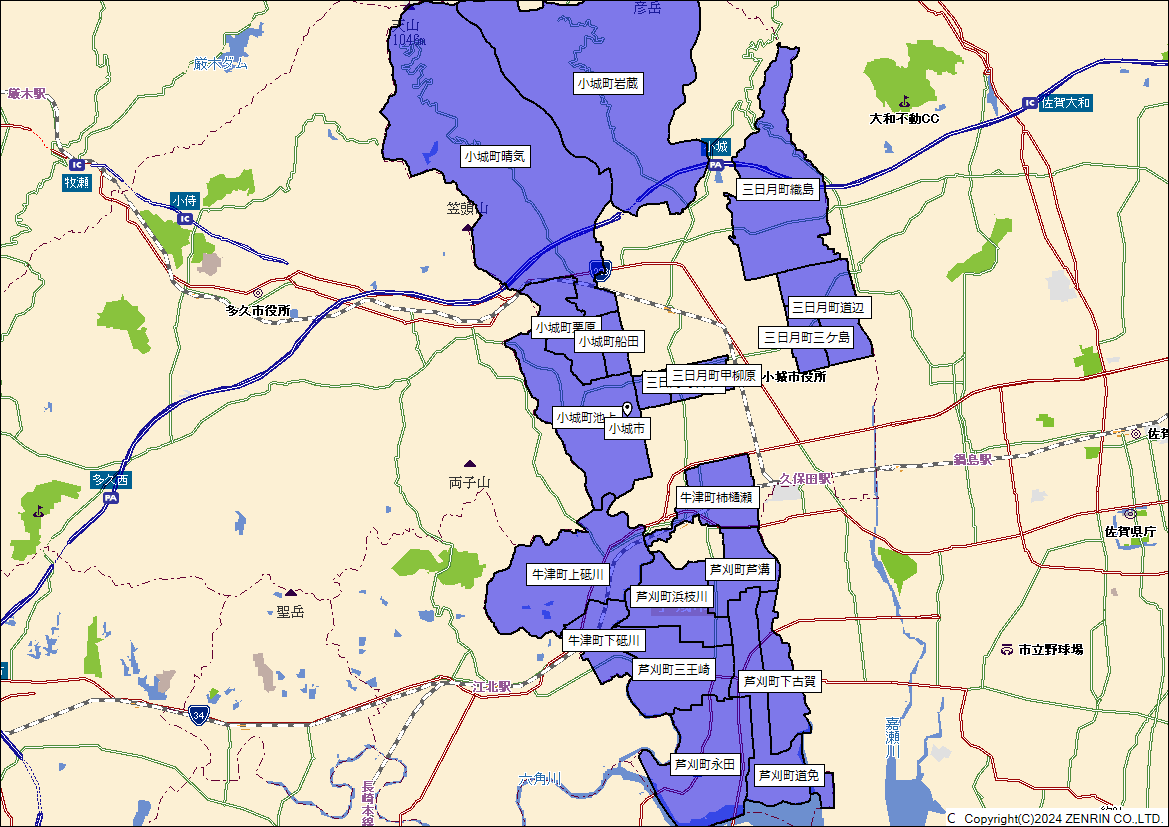 天山
1046m
彦岳
厳木ダム
厳木駅
小城町岩蔵
IC 佐賀大和
大和不動CC
小城
PA
小城町晴気
IC
牧瀬
三日月町織島
小侍
IC
笠頭山
203
多久市役所
三日月町道辺
小城町栗原
小城町船田
三日月町三ケ島
三日月町甲柳原
小城市役所
小城町池上
小城市
鍋島駅
多久西
PA
両子山
久保田駅
牛津町柿樋瀬
佐賀県庁
牛津町上砥川
芦刈町芦溝
芦刈町浜枝川
聖岳
牛津町下砥川
市立野球場
芦刈町三王崎
芦刈町下古賀
江北駅
34
嘉瀬川
芦刈町永田
芦刈町道免
六角川
長崎本線
Copyright(C)2024 ZENRIN CO.,LTD.